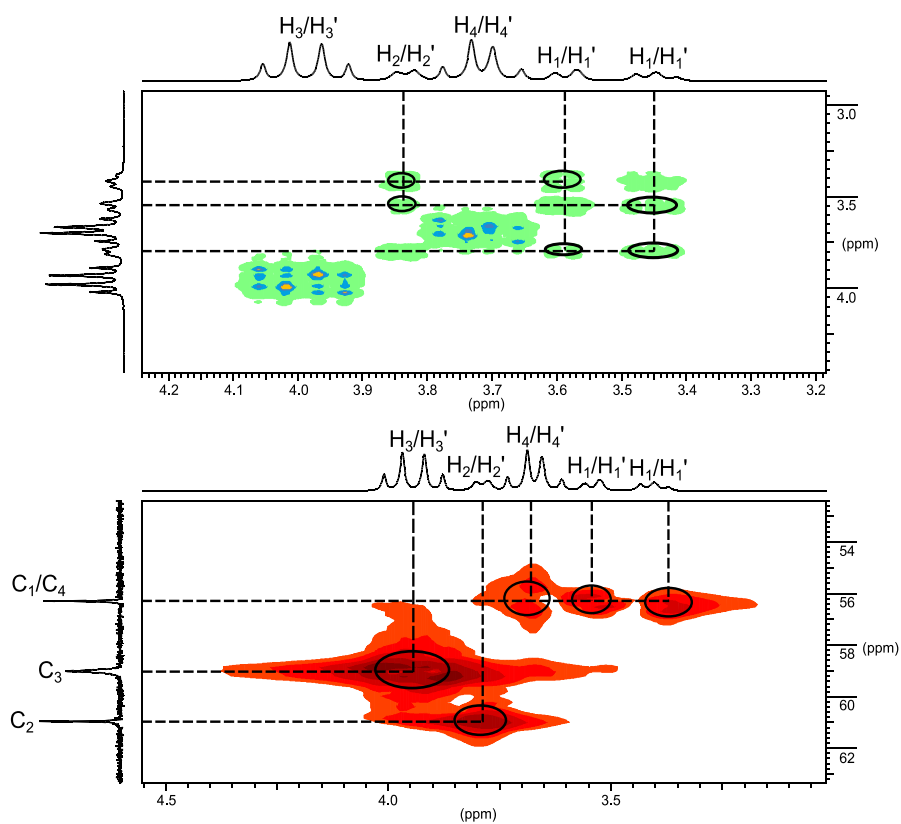 H₃/H₃' H₄/H₄'
H₂/H₂' H₁/H₁' H₁/H₁'
3.0
3.5
(ppm)
4.0
4.2 4.1 4.0 3.9 3.8 3.7 3.6 3.5 3.4 3.3 3.2
(ppm)
H₃/H₃' H₄/H₄'
H₂/H₂' H₁/H₁' H₁/H₁'
54
C₁/C₄
56
58
(ppm)
C₃
60
C₂
62
4.5 4.0 3.5
(ppm)